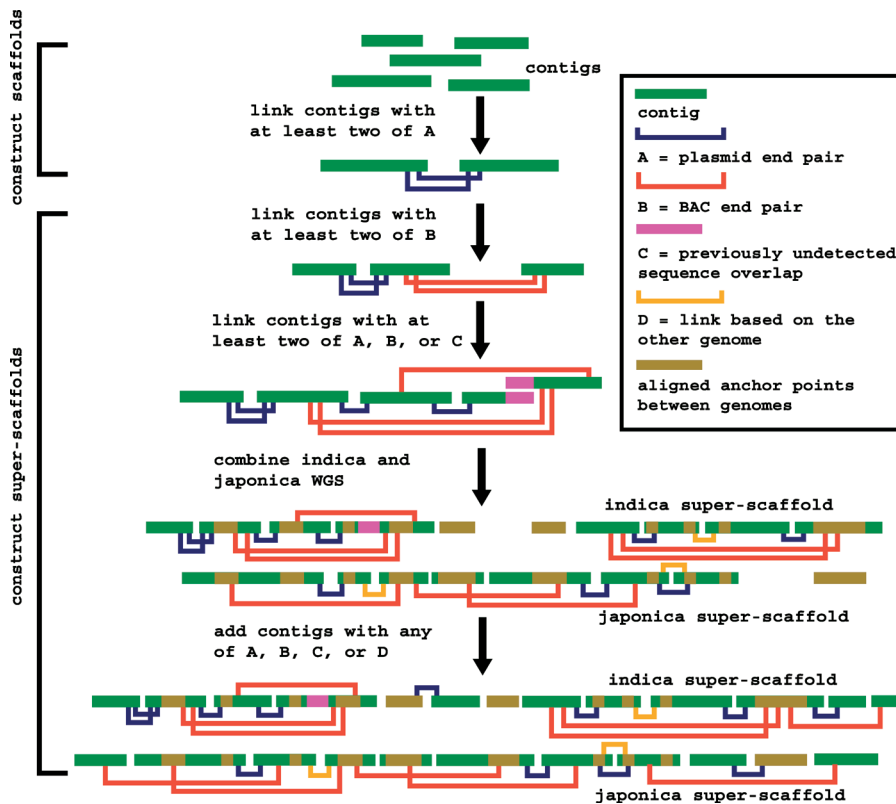 construct scaffolds
contigs
link contigs with
at least two of A
construct super-scaffolds
link contigs with
at least two of B
link contigs with at
least two of A, B, or C
combine indica and
japonica WGS
indica super-scaffold
japonica super-scaffold
add contigs with any
of A, B, C, or D
indica super-scaffold
japonica super-scaffold
contig
A = plasmid end pair
B = BAC end pair
C = previously undetected
sequence overlap
D = link based on the
other genome
aligned anchor points
between genomes